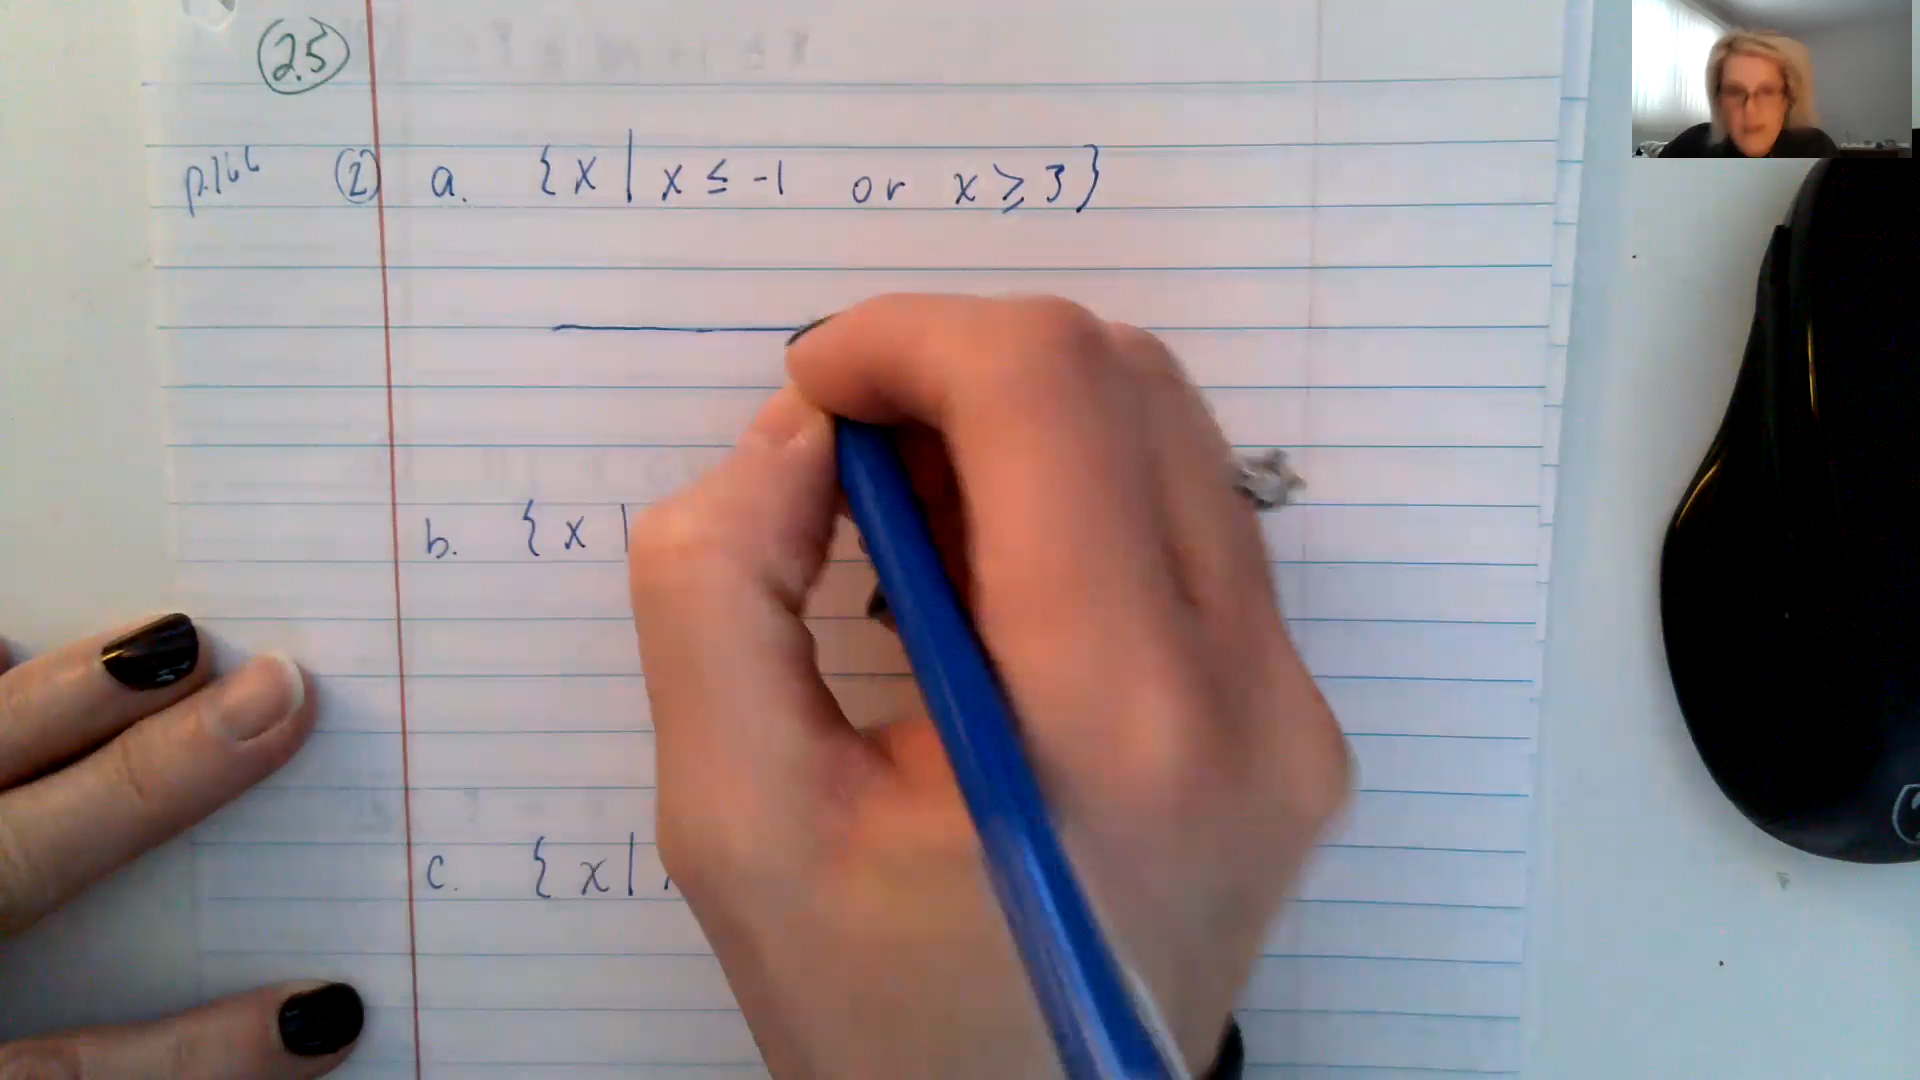 2.5
p.166 ② a. {x | x ≤ -1 or x ≥ 3}
b. {x |
c. {x |